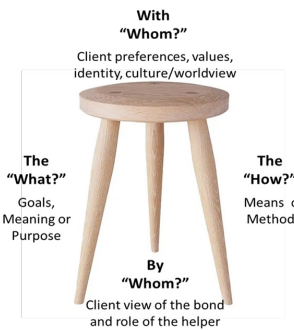 With
“Whom?”
Client preferences, values,
identity, culture/worldview
The
“What?”
Goals,
Meaning or
Purpose
The
“How?”
Means
Method
By
“Whom?”
Client view of the bond
and role of the helper